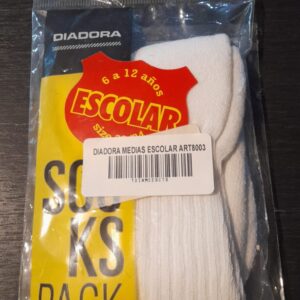 DIADORA
6 a 12 años
ESCOLAR
DIADORA MEDIAS ESCOLAR ART8003
SOC
KS
PACK